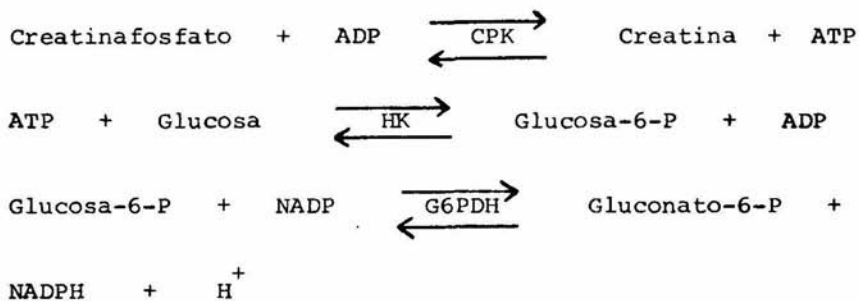 Creatinafosfato + ADP CPK Creatina + ATP
ATP + Glucosa HK Glucosa-6-P + ADP
Glucosa-6-P + NADP G6PDH Gluconato-6-P +
NADPH + H+